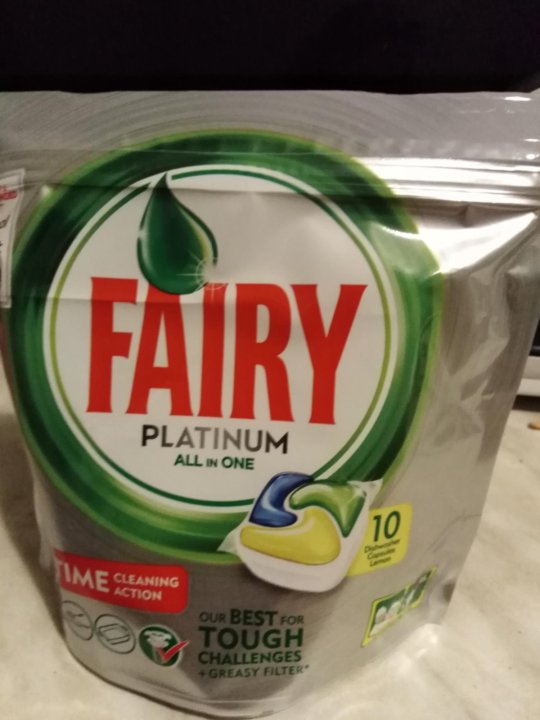 FAIRY
PLATINUM
ALL IN ONE
10
Dishwasher
Capsules
Lemon
TIME CLEANING
ACTION
OUR BEST FOR
TOUGH
CHALLENGES
+GREASY FILTER*